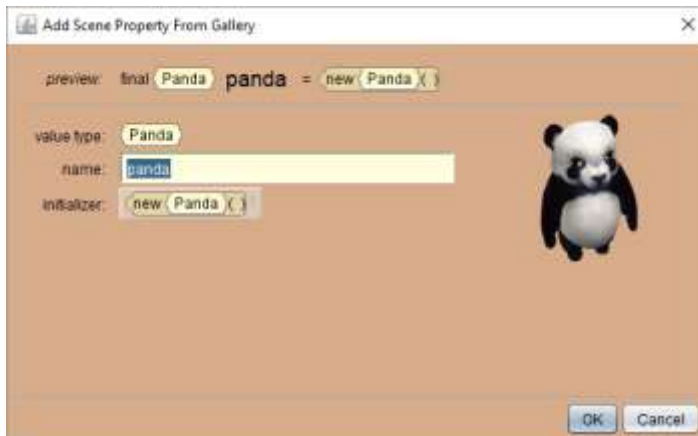 Add Scene Property From Gallery
preview: final Panda panda = new Panda ( )
value type: Panda
name: panda
initializer: new Panda ( )
OK Cancel